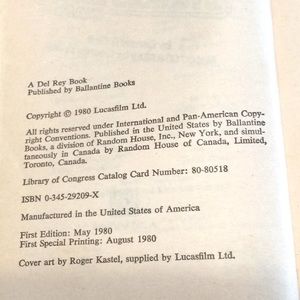 A Del Rey Book
Published by Ballantine Books
Copyright © 1980 Lucasfilm Ltd.
All rights reserved under International and Pan-American Copy-
right Conventions. Published in the United States by Ballantine
Books, a division of Random House, Inc., New York, and simul-
taneously in Canada by Random House of Canada, Limited,
Toronto, Canada.
Library of Congress Catalog Card Number: 80-80518
ISBN 0-345-29209-X
Manufactured in the United States of America
First Edition: May 1980
First Special Printing: August 1980
Cover art by Roger Kastel, supplied by Lucasfilm Ltd.